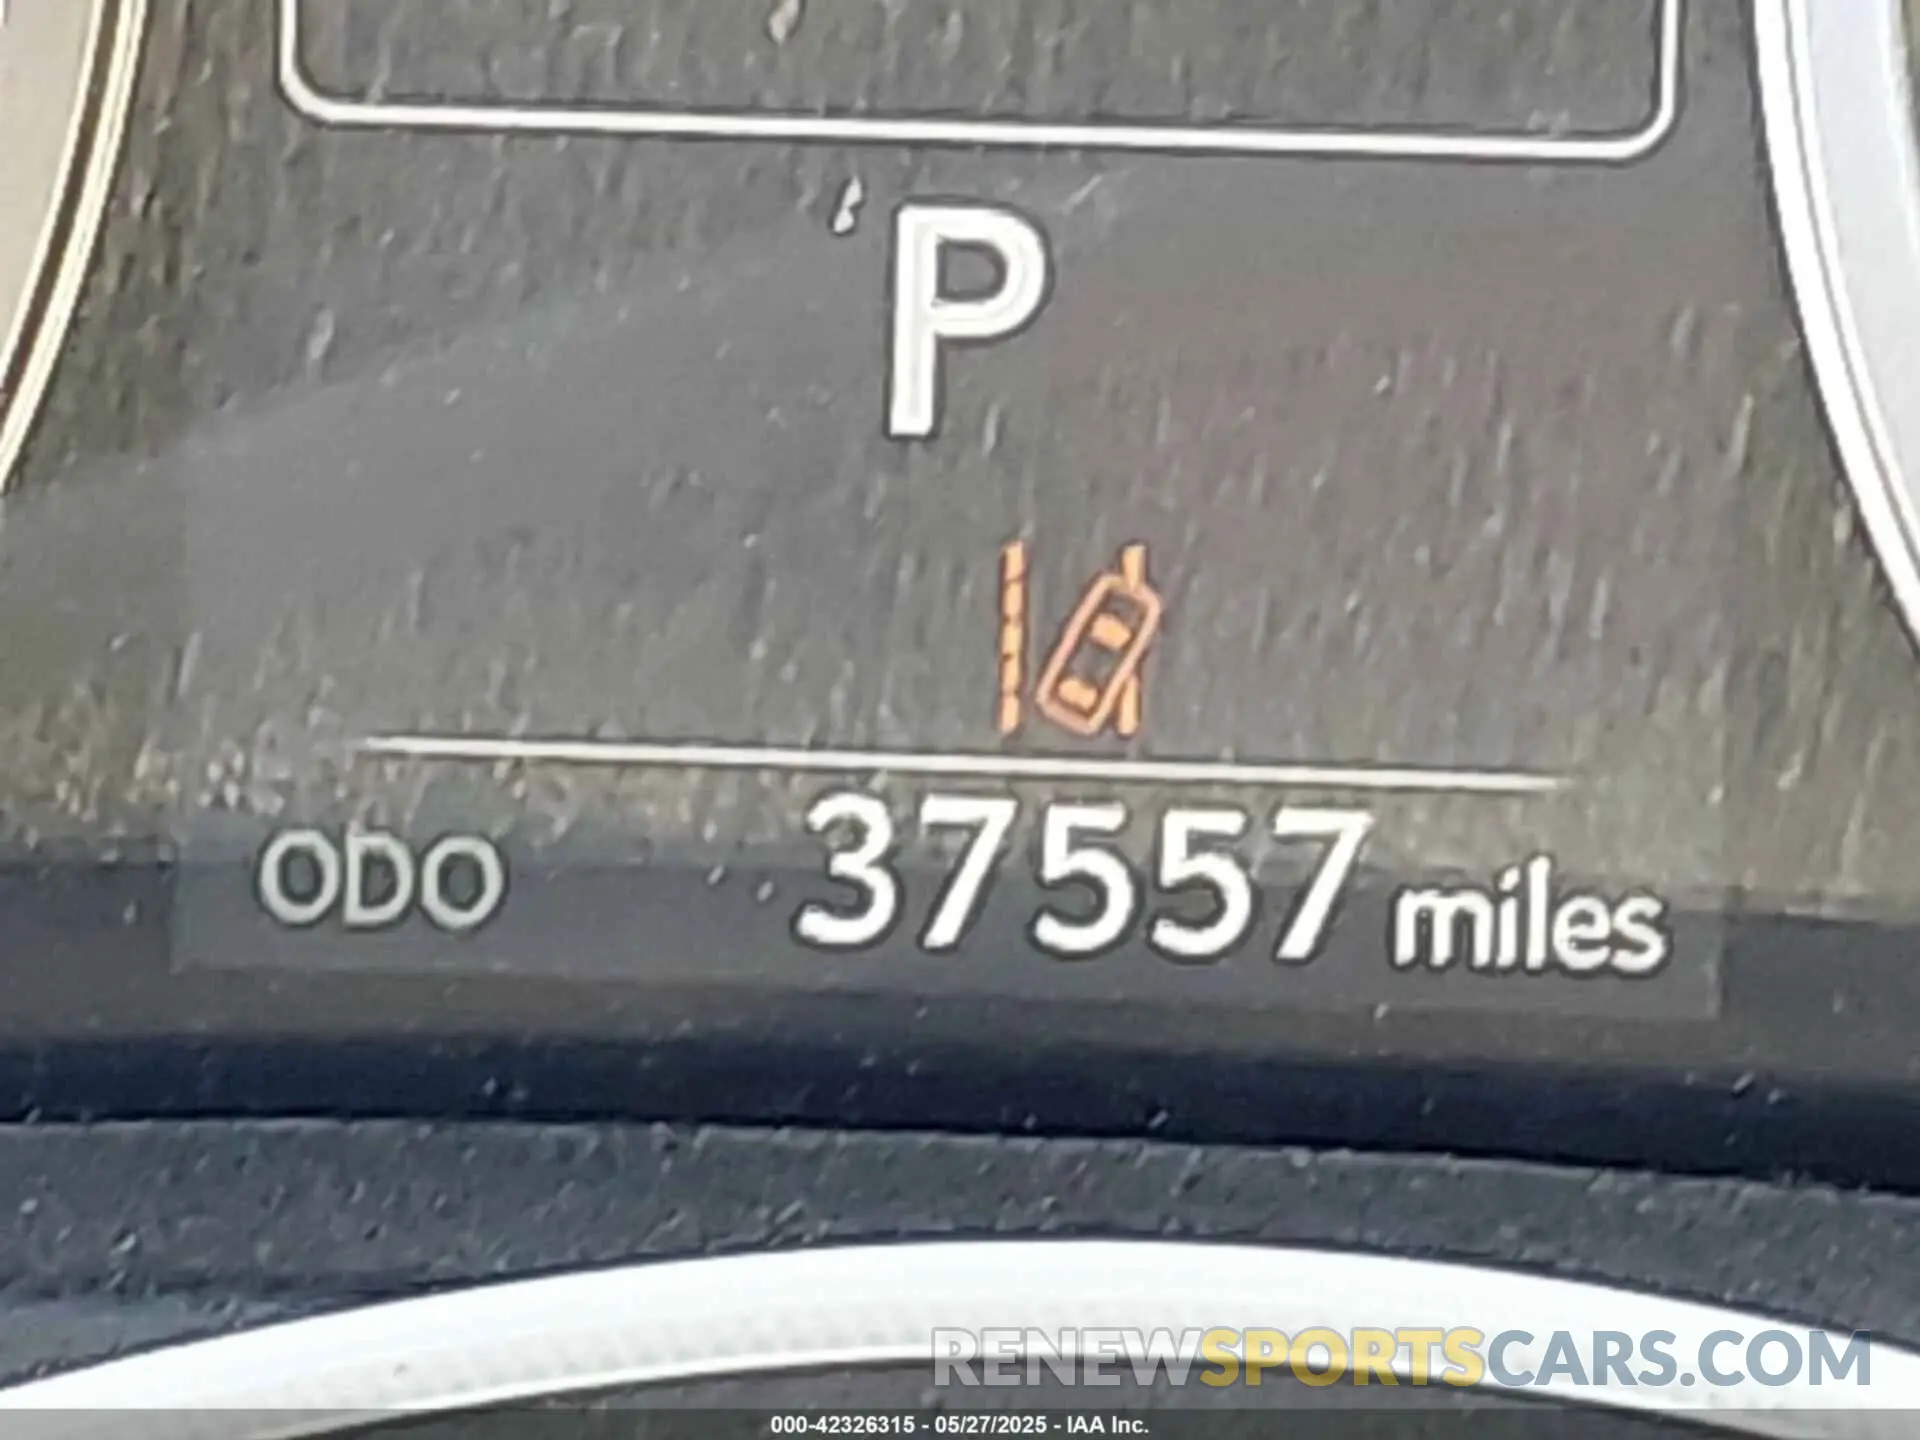 P
ODO 37557 miles
RENEWSPORTSCARS.COM
000-42326315 - 05/27/2025 - IAA Inc.